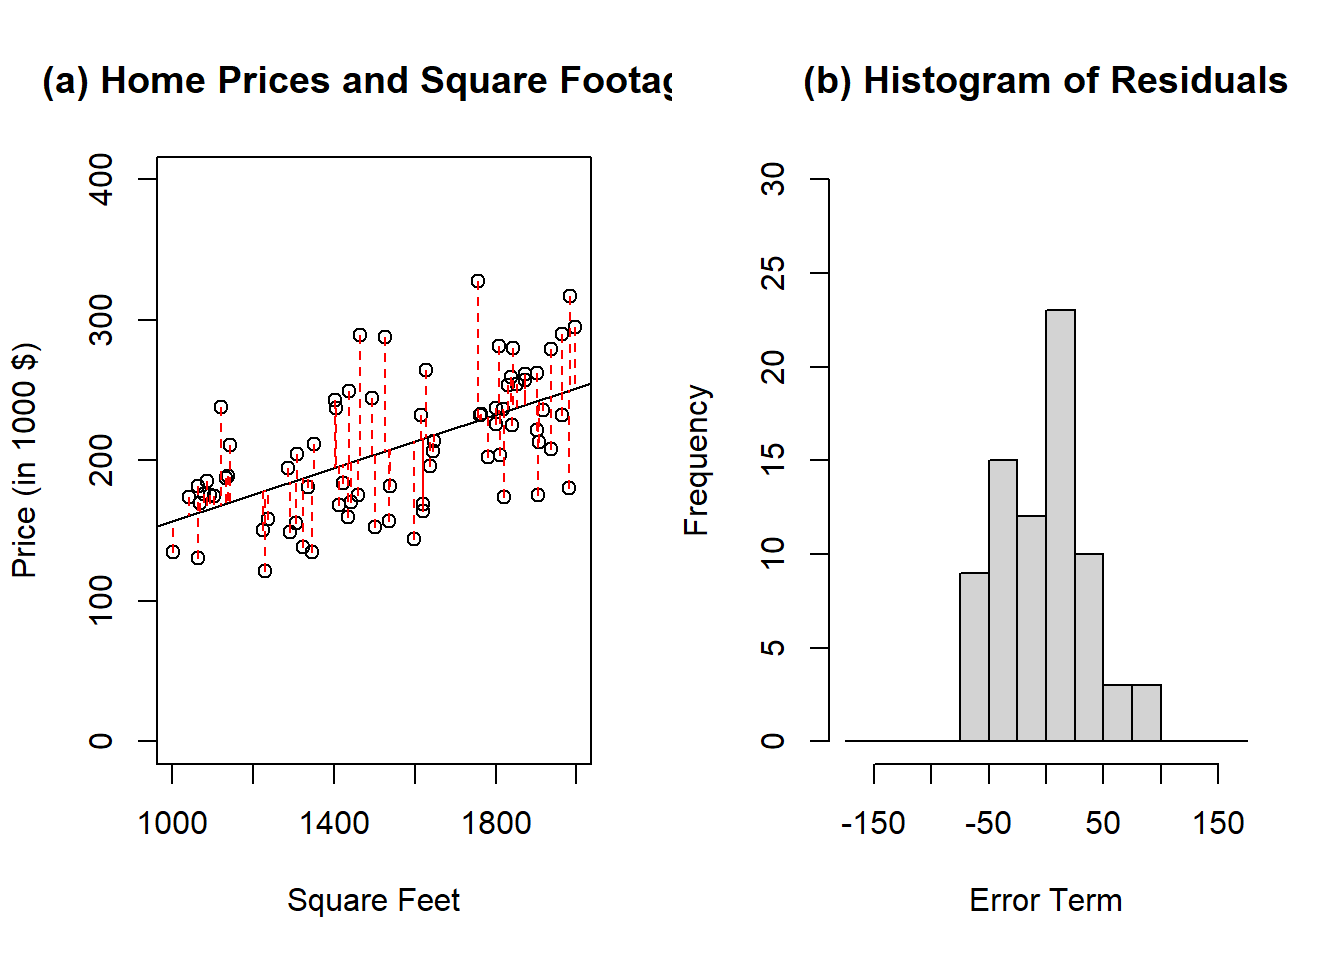 (a) Home Prices and Square Footag
Price (in 1000 $)
400
300
200
100
0
1000 1400 1800
Square Feet
(b) Histogram of Residuals
Frequency
30
25
20
15
10
5
0
-150 -50 50 150
Error Term